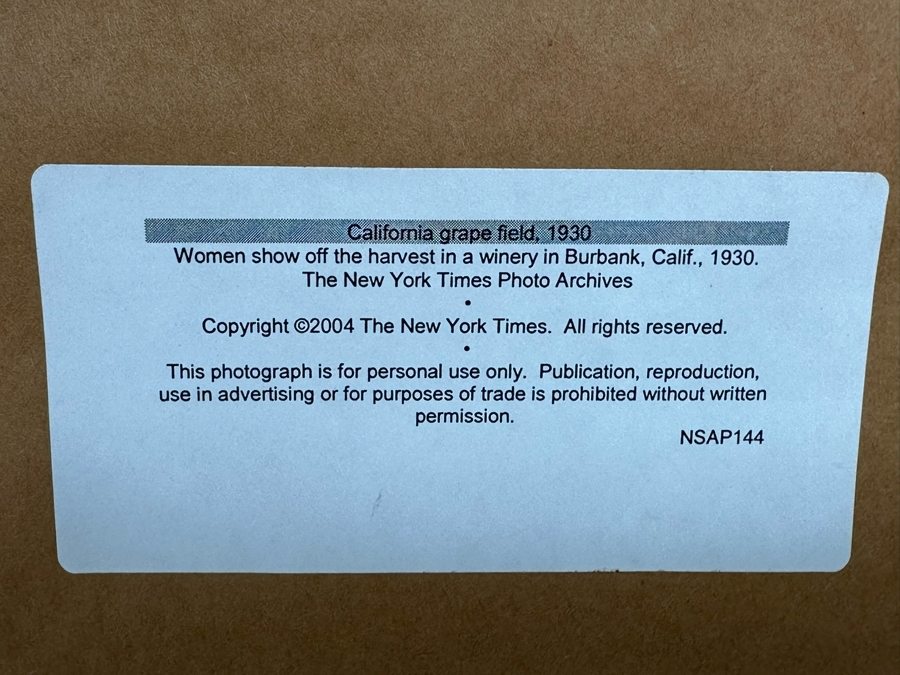 California grape field, 1930
Women show off the harvest in a winery in Burbank, Calif., 1930.
The New York Times Photo Archives
•
Copyright ©2004 The New York Times.  All rights reserved.
•
This photograph is for personal use only.  Publication, reproduction,
use in advertising or for purposes of trade is prohibited without written
permission.
NSAP144